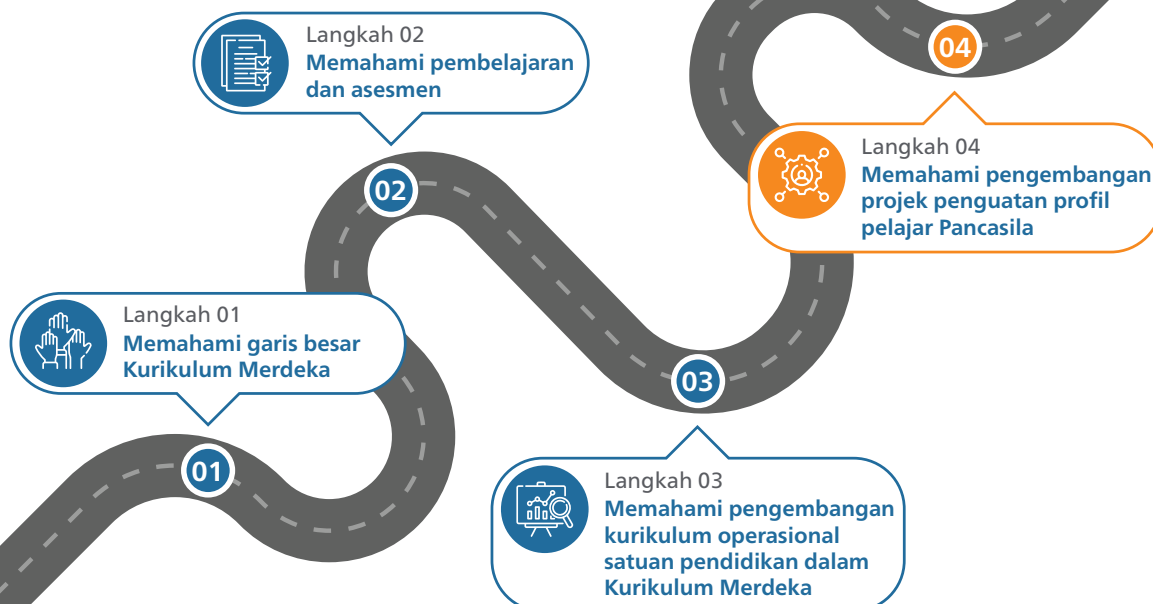 Langkah 01
Memahami garis besar
Kurikulum Merdeka
01
Langkah 02
Memahami pembelajaran
dan asesmen
02
Langkah 03
Memahami pengembangan
kurikulum operasional
satuan pendidikan dalam
Kurikulum Merdeka
03
Langkah 04
Memahami pengembangan
projek penguatan profil
pelajar Pancasila
04